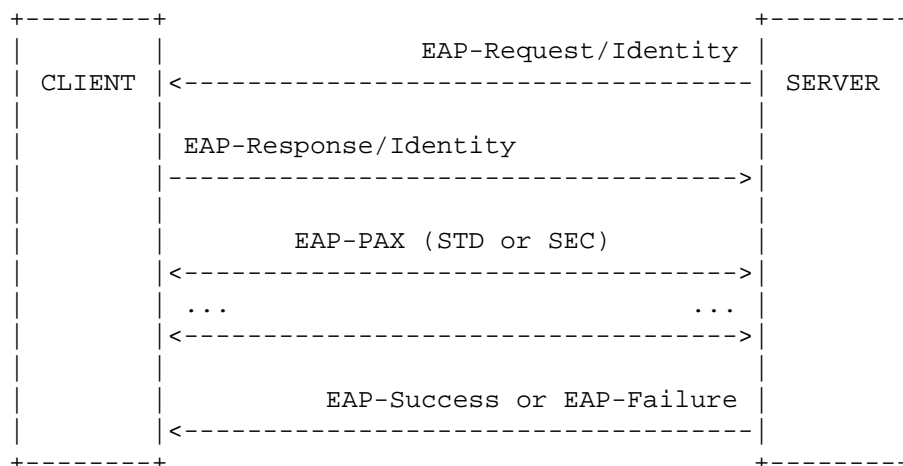 EAP-Request/Identity
CLIENT SERVER
EAP-Response/Identity
EAP-PAX (STD or SEC)
... ...
EAP-Success or EAP-Failure